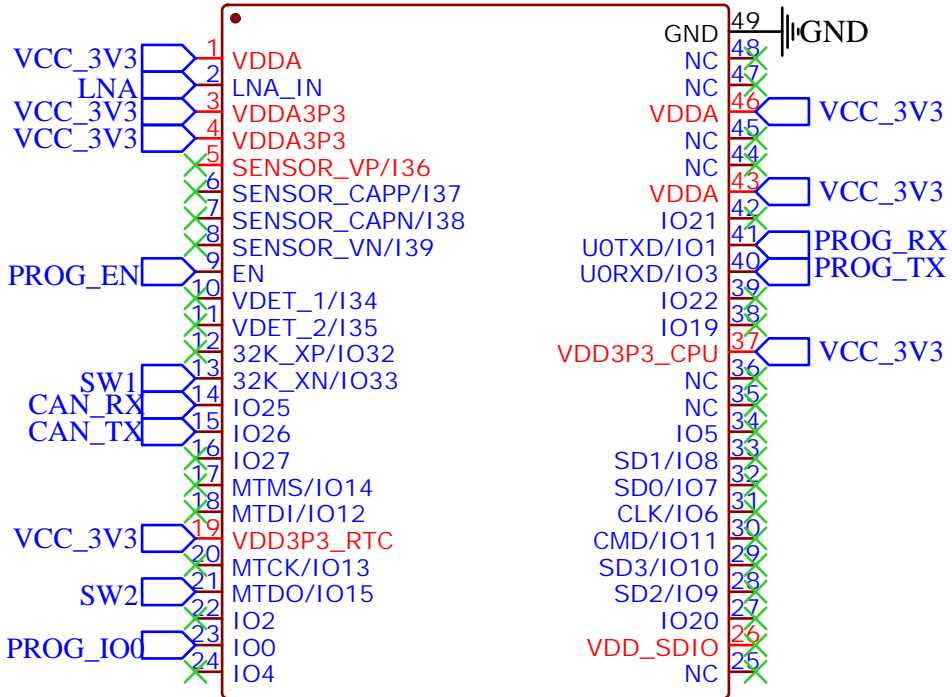 VCC_3V3 1 VDDA
LNA 2 LNA_IN
VCC_3V3 3 VDDA3P3
VCC_3V3 4 VDDA3P3
5 SENSOR_VP/I36
6 SENSOR_CAPP/I37
7 SENSOR_CAPN/I38
8 SENSOR_VN/I39
PROG_EN 9 EN
10 VDET_1/I34
11 VDET_2/I35
12 32K_XP/IO32
SW1 13 32K_XN/IO33
CAN_RX 14 IO25
CAN_TX 15 IO26
16 IO27
17 MTMS/IO14
18 MTDI/IO12
VCC_3V3 19 VDD3P3_RTC
20 MTCK/IO13
SW2 21 MTDO/IO15
22 IO2
PROG_IO0 23 IO0
24 IO4
GND 49 GND
NC 48
NC 47
VDDA 46 VCC_3V3
NC 45
NC 44
VDDA 43 VCC_3V3
IO21 42
U0TXD/IO1 41 PROG_RX
U0RXD/IO3 40 PROG_TX
IO22 39
IO19 38
VDD3P3_CPU 37 VCC_3V3
NC 36
NC 35
IO5 34
SD1/IO8 33
SD0/IO7 32
CLK/IO6 31
CMD/IO11 30
SD3/IO10 29
SD2/IO9 28
IO20 27
VDD_SDIO 26
NC 25